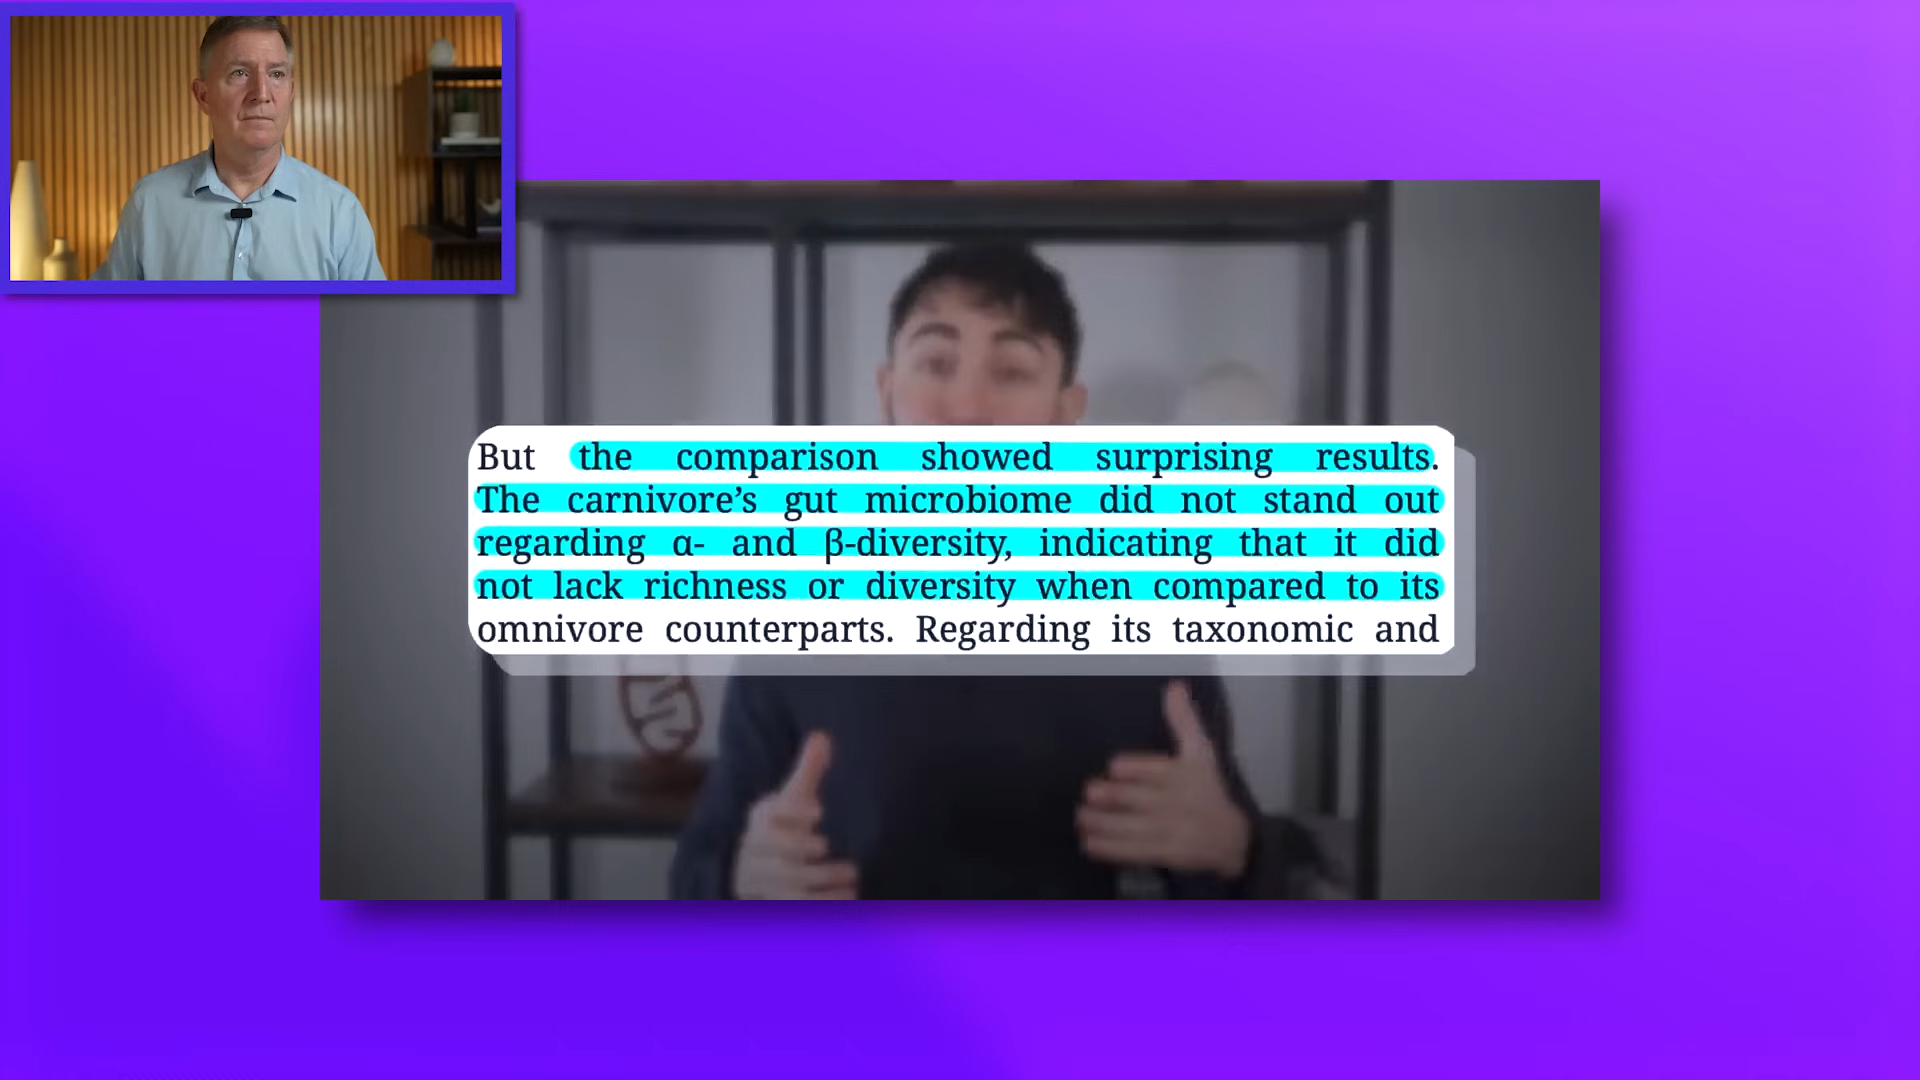 But the comparison showed surprising results.
The carnivore’s gut microbiome did not stand out
regarding α- and β-diversity, indicating that it did
not lack richness or diversity when compared to its
omnivore counterparts. Regarding its taxonomic and